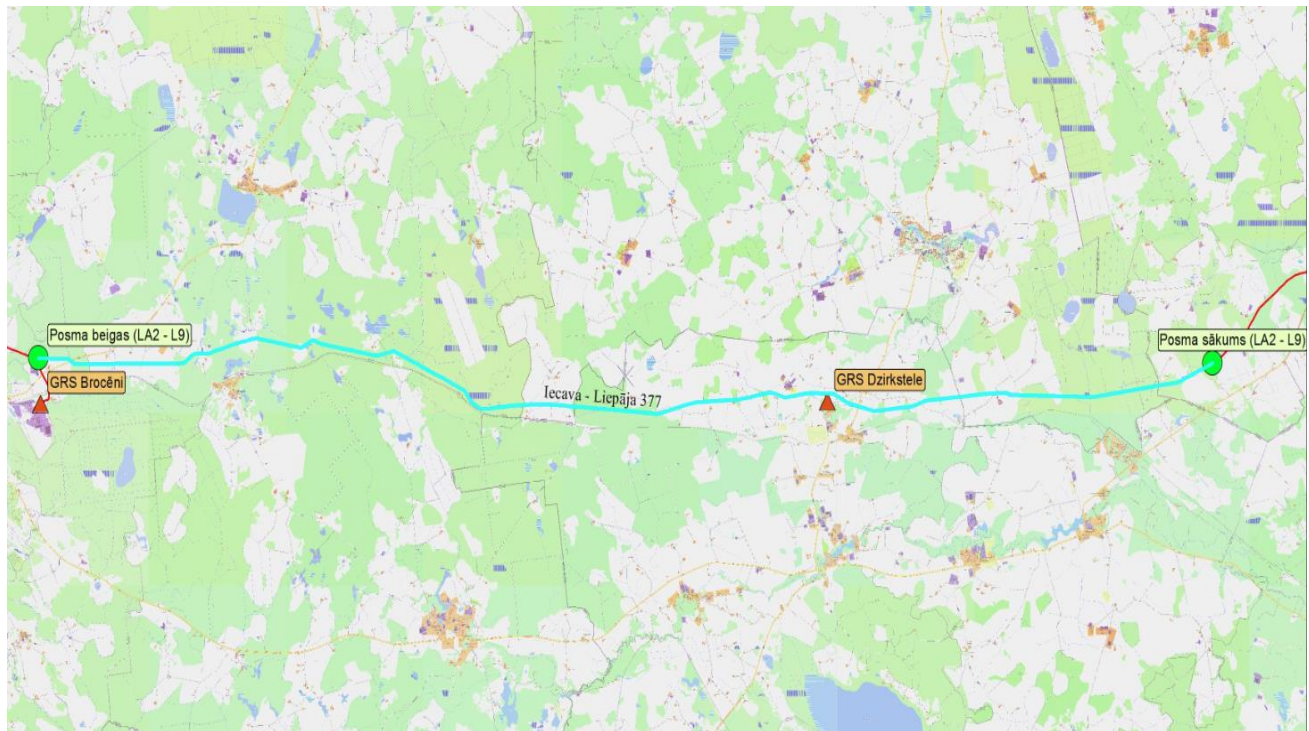 Posma beigas (LA2 - L9)
Posma sākums (LA2 - L9)
GRS Brocēni
GRS Dzirkstele
Iecava - Liepāja 377